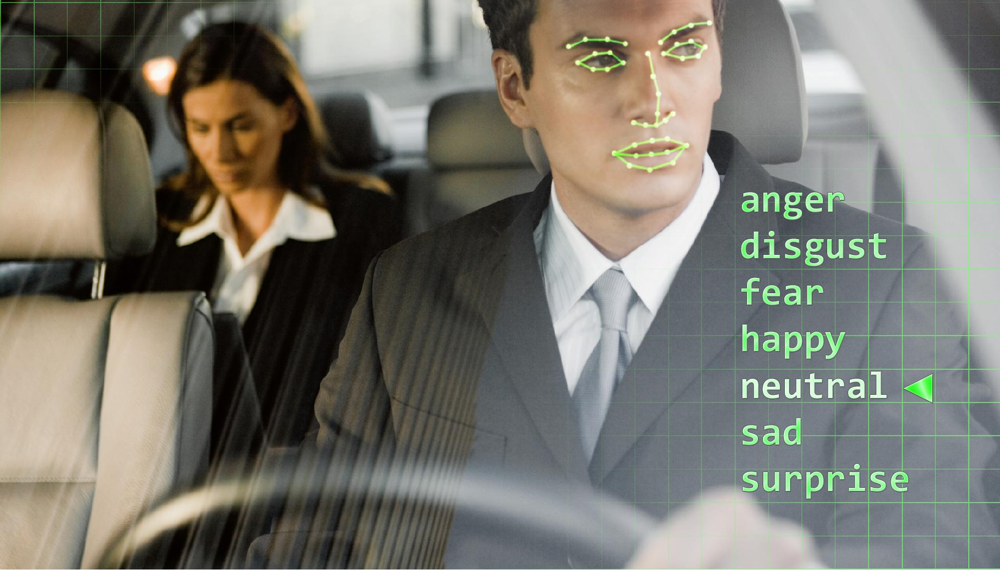 anger
disgust
fear
happy
neutral
sad
surprise